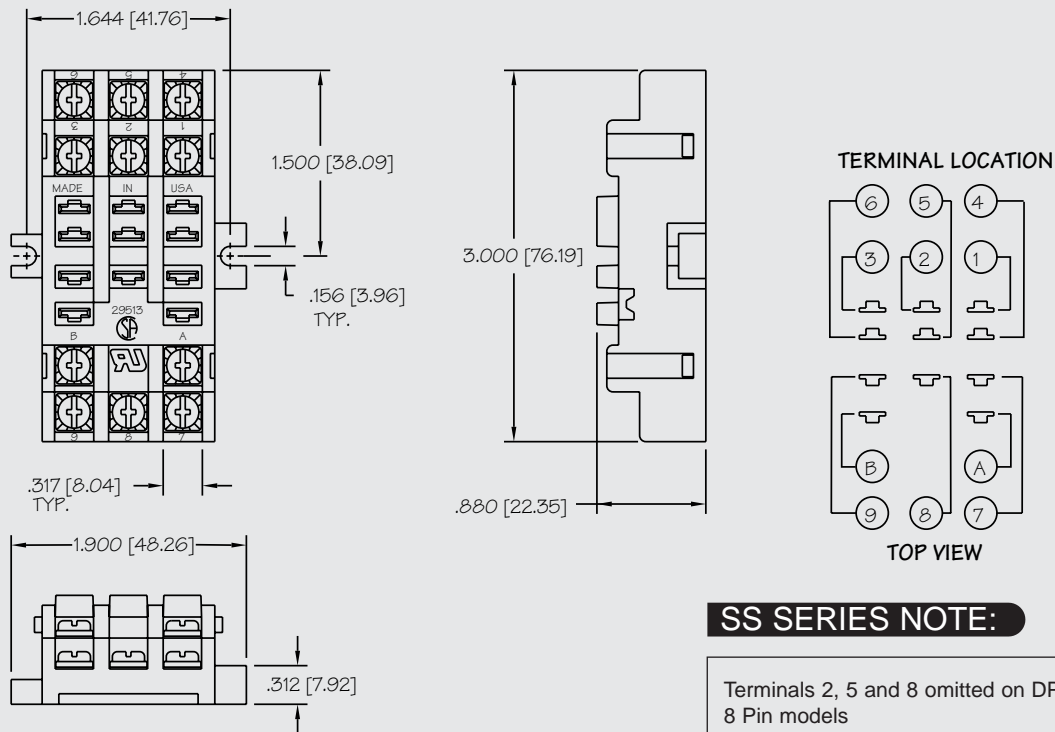 1.644 [41.76]
6 5 4
3 2 1
MADE IN USA
29513
B A
9 8 7
1.500 [38.09]
.156 [3.96]
TYP.
.317 [8.04]
TYP.
3.000 [76.19]
.880 [22.35]
TERMINAL LOCATION
6 5 4
3 2 1
B A
9 8 7
TOP VIEW
1.900 [48.26]
.312 [7.92]
SS SERIES NOTE:
Terminals 2, 5 and 8 omitted on
8 Pin models